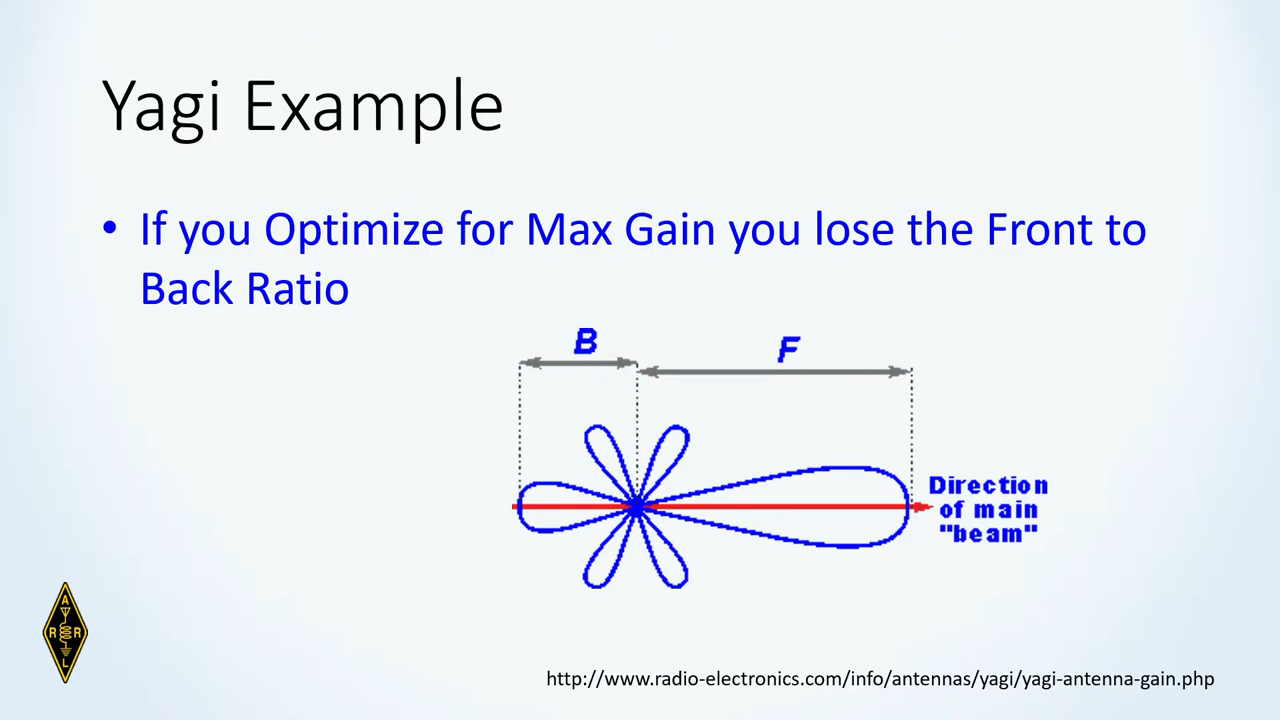 Yagi Example
• If you Optimize for Max Gain you lose the Front to
Back Ratio
B
F
Direction
of main
"beam"
A
R R
L
http://www.radio-electronics.com/info/antennas/yagi/yagi-antenna-gain.php